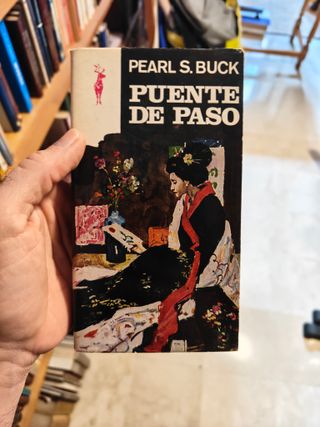 PEARL S. BUCK
PUENTE
DE PASO